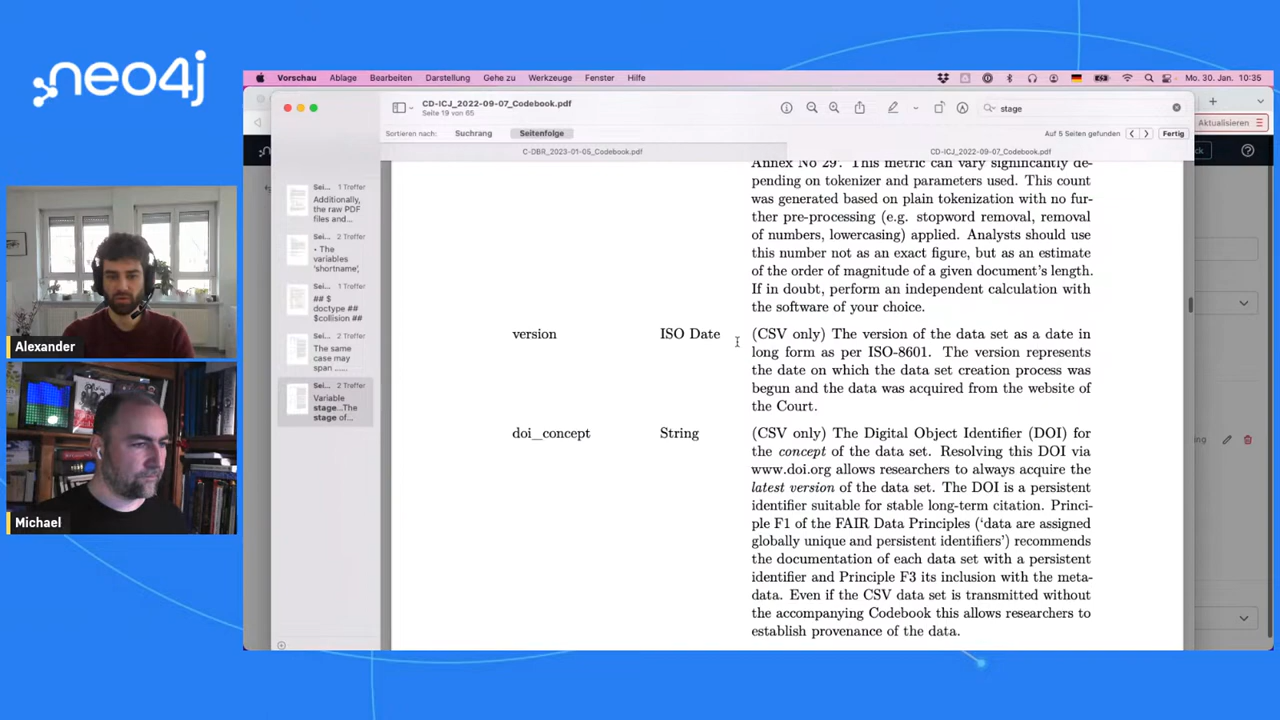 neo4j
Vorschau Ablage Bearbeiten Darstellung Gehe zu Werkzeuge Fenster Hilfe
Mo. 30. Jan. 10:35
CD-ICJ_2022-09-07_Codebook.pdf
Seite 19 von 65
stage
Aktualisieren
Sortieren nach: Suchrang Seitenfolge
Auf 5 Seiten gefunden
Fertig
C-DBR_2023-01-05_Codebook.pdf
CD-ICJ_2022-09-07_Codebook.pdf
Sei... 1 Treffer
Additionally,
the raw PDF
files and...
Sei... 2 Treffer
• The
variables
'shortname',
Sei... 1 Treffer
## $
doctype ##
$collision ##
Sei... 2 Treffer
The same
case may
span ......
Sei... 2 Treffer
Variable
stage...The
stage of...
Annex No 29'. This metric can vary significantly de-
pending on tokenizer and parameters used. This count
was generated based on plain tokenization with no fur-
ther pre-processing (e.g. stopword removal, removal
of numbers, lowercasing) applied. Analysts should use
this number not as an exact figure, but as an estimate
of the order of magnitude of a given document's length.
If in doubt, perform an independent calculation with
the software of your choice.
version ISO Date (CSV only) The version of the data set as a date in
long form as per ISO-8601. The version represents
the date on which the data set creation process was
begun and the data was acquired from the website of
the Court.
doi_concept String (CSV only) The Digital Object Identifier (DOI) for
the concept of the data set. Resolving this DOI via
www.doi.org allows researchers to always acquire the
latest version of the data set. The DOI is a persistent
identifier suitable for stable long-term citation. Princi-
ple F1 of the FAIR Data Principles ('data are assigned
globally unique and persistent identifiers') recommends
the documentation of each data set with a persistent
identifier and Principle F3 its inclusion with the meta-
data. Even if the CSV data set is transmitted without
the accompanying Codebook this allows researchers to
establish provenance of the data.
Alexander
Michael